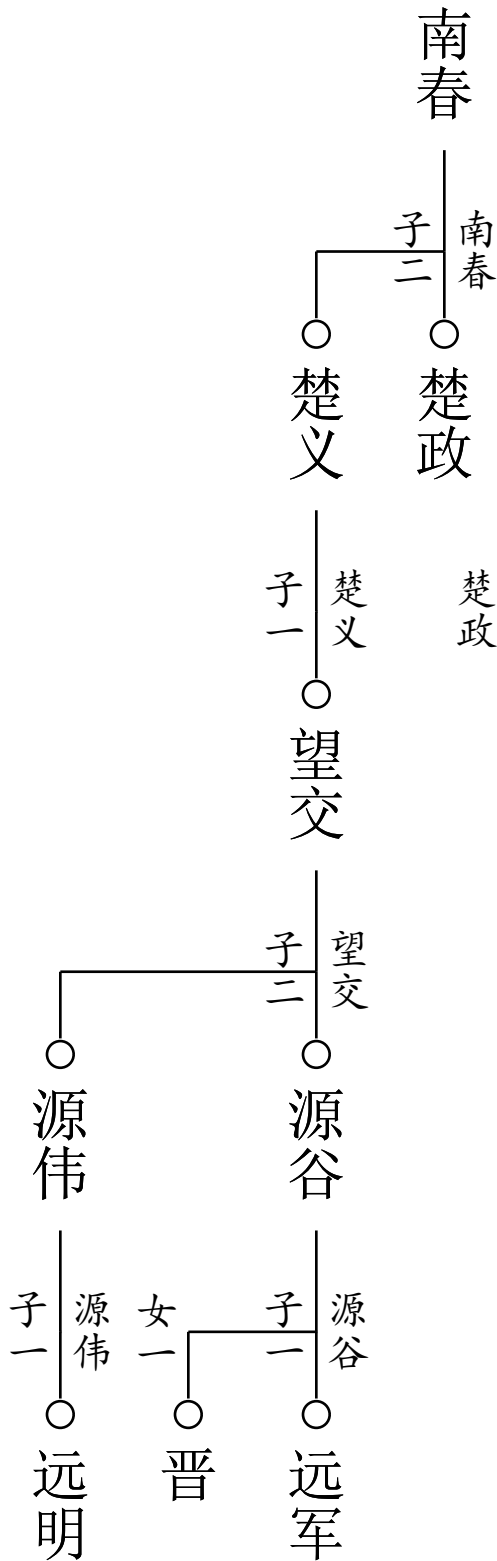 南春
南春
子二
楚政
楚义
楚政
楚义
子一
望交
望交
子二
源谷
源伟
源谷
子一
女一
源伟
子一
远军
晋
远明